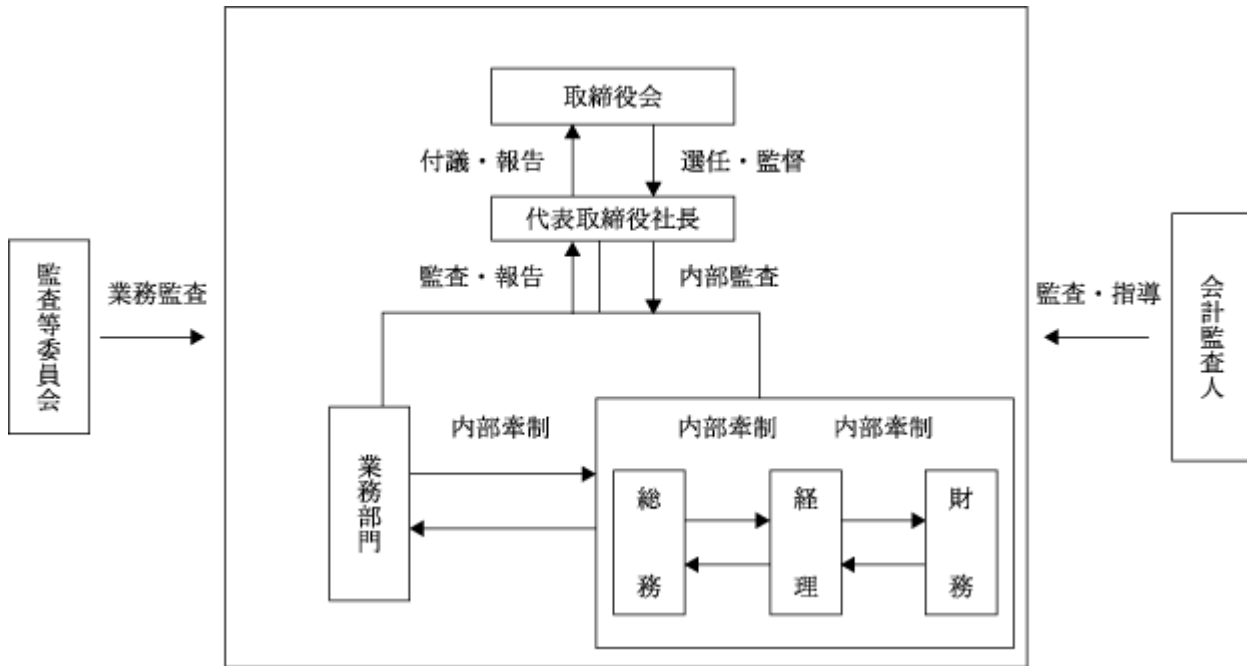 取締役会
付議・報告
選任・監督
代表取締役社長
監査・報告
内部監査
監査等委員会
業務監査
監査・指導
会計監査人
業務部門
内部牽制
内部牽制
内部牽制
総務
経理
財務